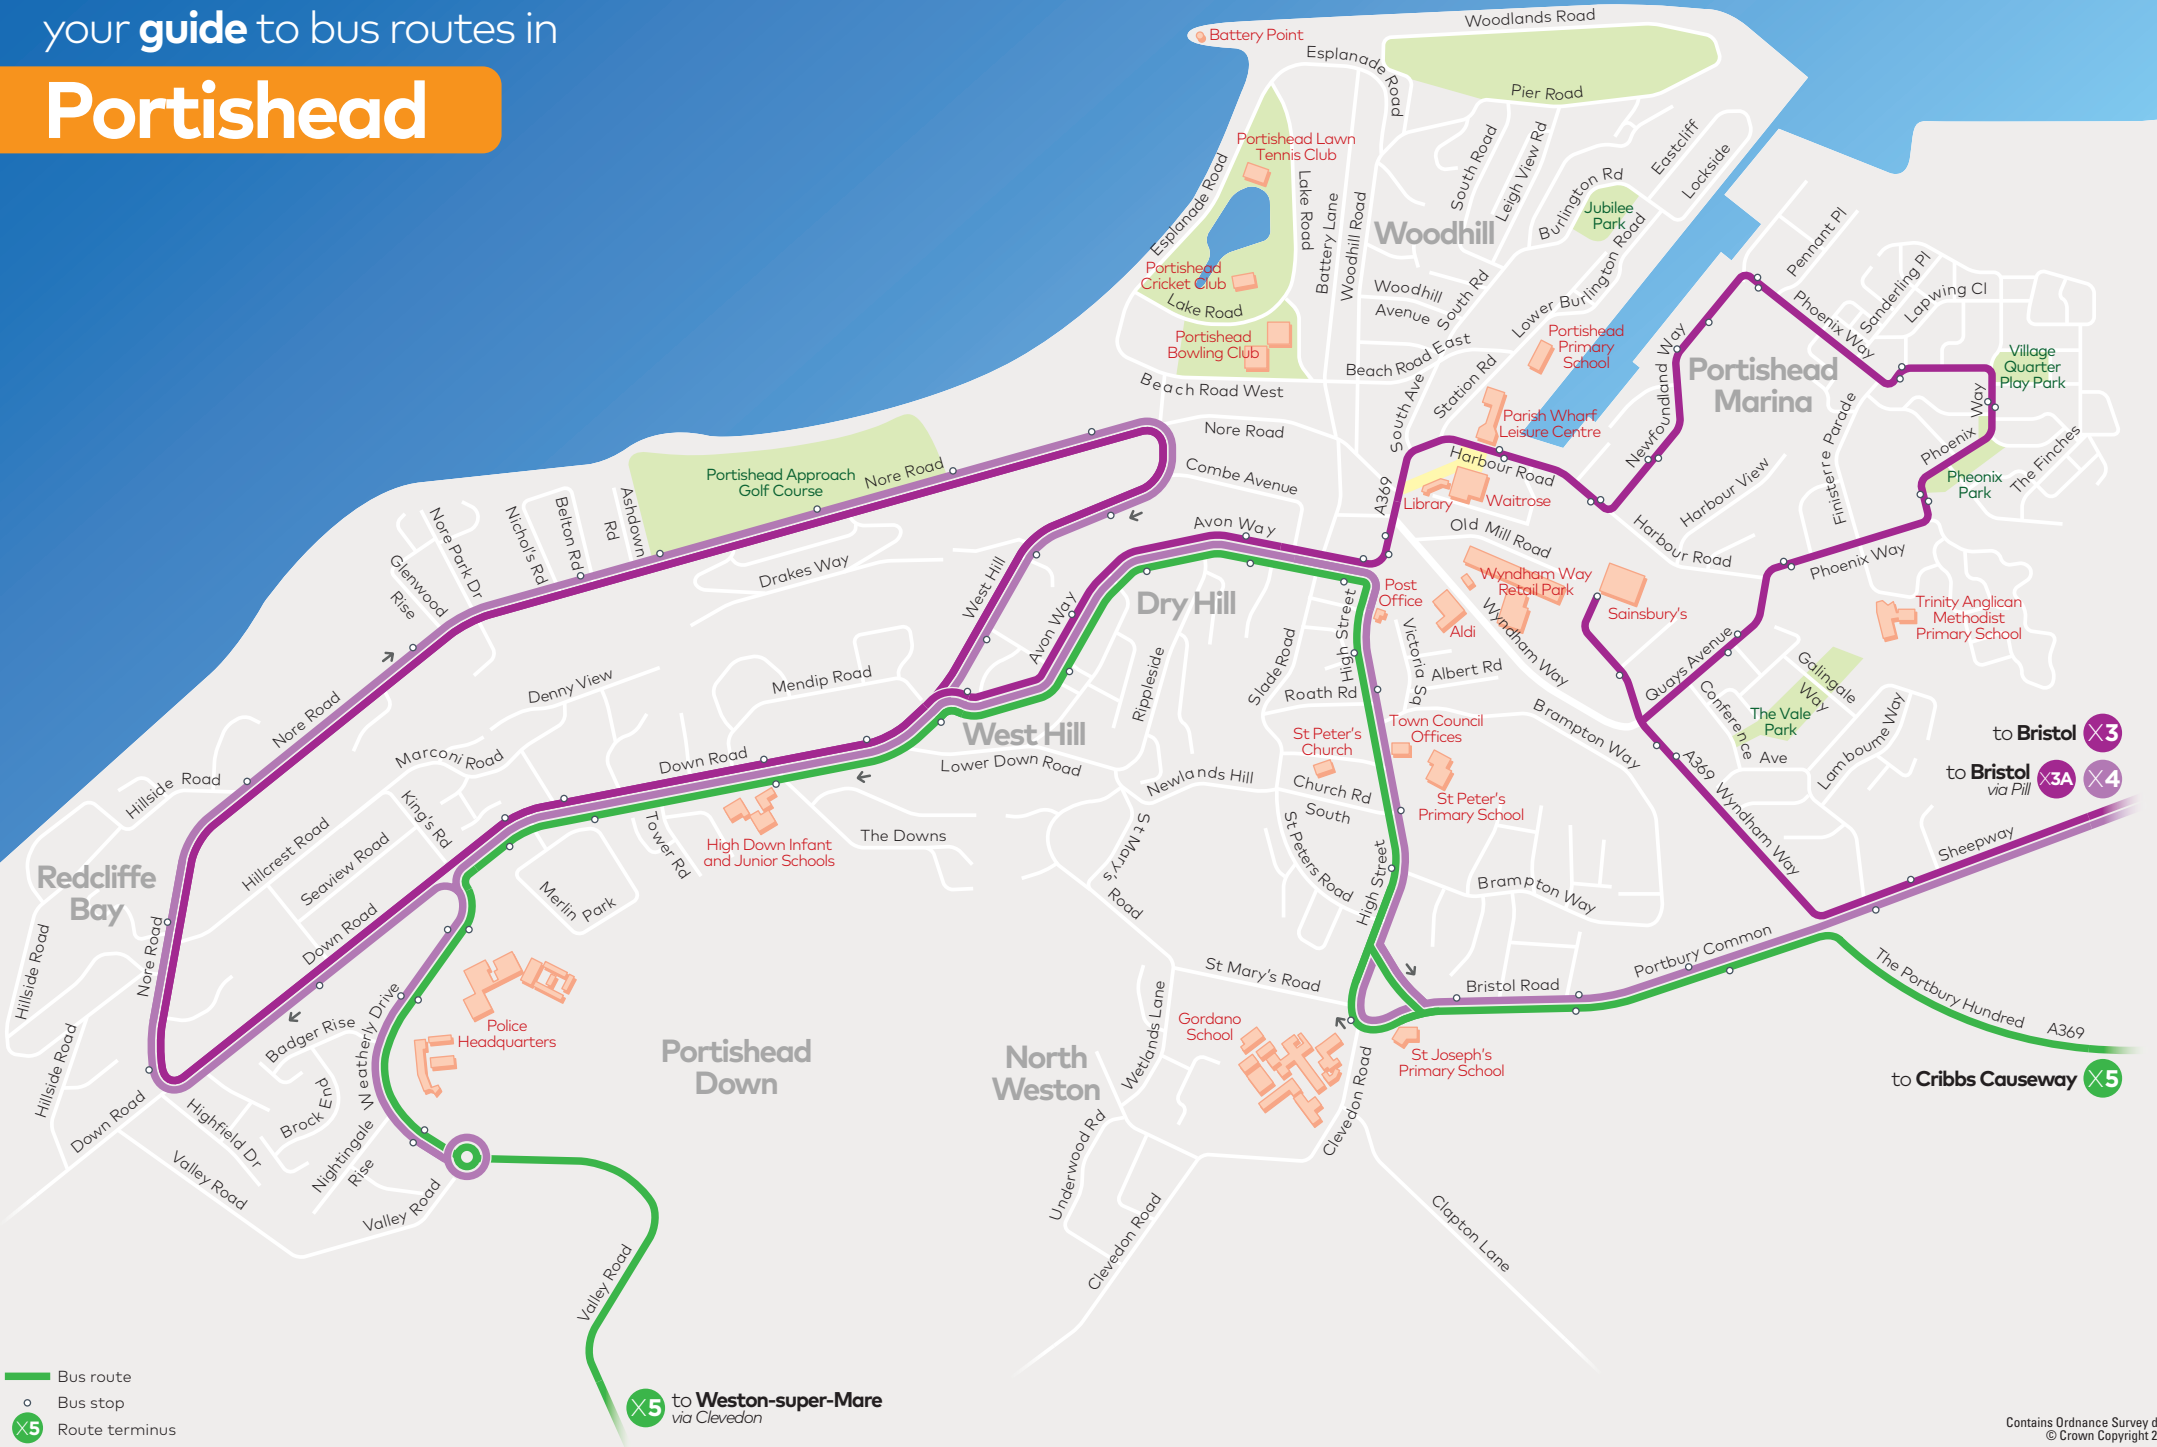 your guide to bus routes in
Portishead
Battery Point
Woodlands Road
Esplanade Road
Pier Road
Portishead Lawn
Tennis Club
Esplanade Road
Lake Road
Battery Lane
Woodhill Road
Woodhill
South Road
Leigh View Rd
Burlington Rd
Jubilee
Park
Eastcliff
Lockside
Portishead
Cricket Club
Lake Road
Portishead
Bowling Club
Woodhill
Avenue
South Rd
Lower Burlington Road
Beach Road East
Beach Road West
Station Rd
South Ave
Portishead
Primary
School
Parish Wharf
Leisure Centre
Pennant Pl
Sanderling Pl
Lapwing Cl
Phoenix Way
Newfoundland Way
Portishead
Marina
Village
Quarter
Play Park
Phoenix Way
Finisterre Parade
The Finches
Pheonix
Park
Harbour View
Harbour Road
Harbour Road
Phoenix Way
Nore Road
Combe Avenue
A369
Library
Waitrose
Old Mill Road
Avon Way
Portishead Approach
Golf Course
Nore Road
Ashdown
Rd
Belton Rd
Nichol's Rd
Nore Park Dr
Glenwood
Rise
Drakes Way
West Hill
Avon Way
Dry Hill
Post
Office
High Street
Victoria Sq
Aldi
Wyndham Way
Retail Park
Wyndham Way
Sainsbury's
Trinity Anglican
Methodist
Primary School
Quays Avenue
Galingale
Way
Conference
Ave
The Vale
Park
Lambourne Way
Albert Rd
Slade Road
Roath Rd
Rippleside
Mendip Road
Denny View
Nore Road
Marconi Road
Down Road
West Hill
Lower Down Road
Newlands Hill
St Peter's
Church
Church Rd
South
Town Council
Offices
St Peter's
Primary School
Brampton Way
A369 Wyndham Way
to Bristol X3
to Bristol X3A X4
via Pill
Sheepway
Hillside Road
Hillcrest Road
King's Rd
Seaview Road
Tower Rd
High Down Infant
and Junior Schools
The Downs
St Mary's
Road
St Peters Road
High Street
Brampton Way
Redcliffe
Bay
Merlin Park
Down Road
Hillside Road
Nore Road
Portbury Common
The Portbury Hundred
A369
Bristol Road
St Mary's Road
Wetlands Lane
Gordano
School
St Joseph's
Primary School
to Cribbs Causeway X5
Police
Headquarters
Weatherly Drive
Badger Rise
Brock End
Hillside Road
Portishead
Down
North
Weston
Down Road
Highfield Dr
Valley Road
Nightingale
Rise
Valley Road
Underwood Rd
Clevedon Road
Clevedon Road
Clapton Lane
Valley Road
Bus route
Bus stop
X5 Route terminus
X5 to Weston-super-Mare
via Clevedon
Contains Ordnance Survey d
© Crown Copyright 2